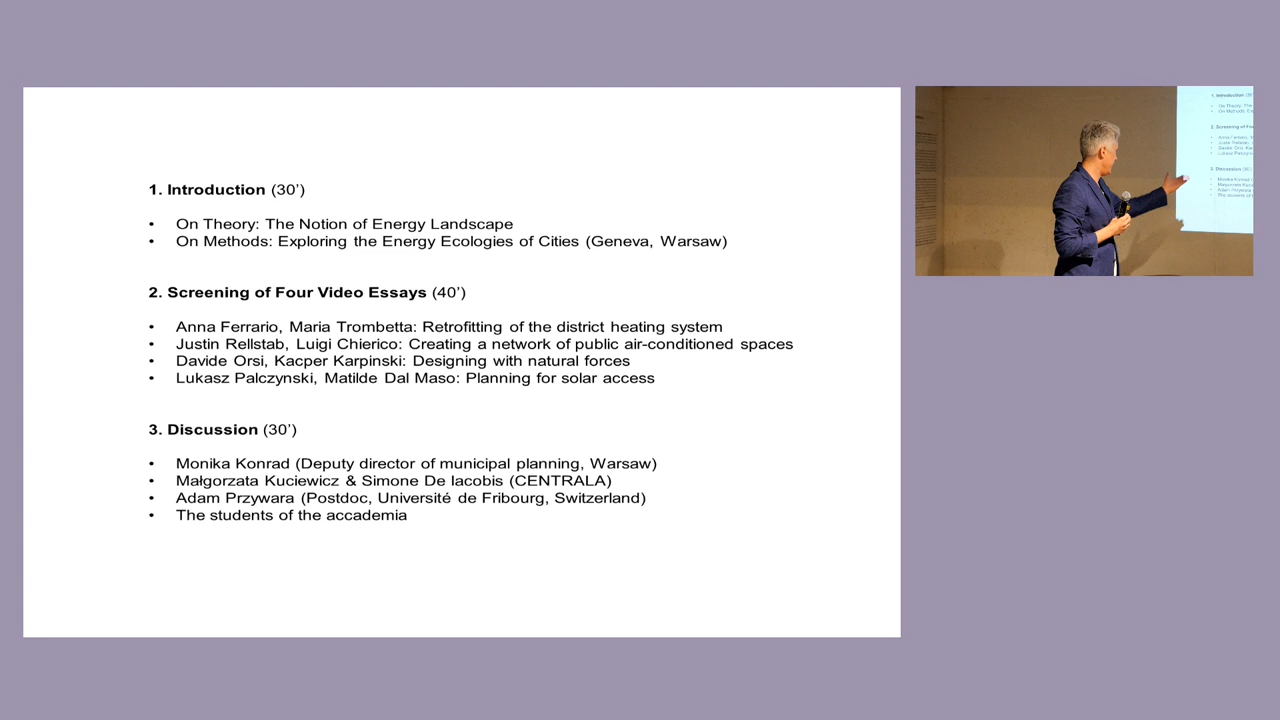 1. Introduction (30’)
• On Theory: The Notion of Energy Landscape
• On Methods: Exploring the Energy Ecologies of Cities (Geneva, Warsaw)
2. Screening of Four Video Essays (40’)
• Anna Ferrario, Maria Trombetta: Retrofitting of the district heating system
• Justin Rellstab, Luigi Chierico: Creating a network of public air-conditioned spaces
• Davide Orsi, Kacper Karpinski: Designing with natural forces
• Lukasz Palczynski, Matilde Dal Maso: Planning for solar access
3. Discussion (30’)
• Monika Konrad (Deputy director of municipal planning, Warsaw)
• Małgorzata Kuciewicz & Simone De Iacobis (CENTRALA)
• Adam Przywara (Postdoc, Université de Fribourg, Switzerland)
• The students of the accademia